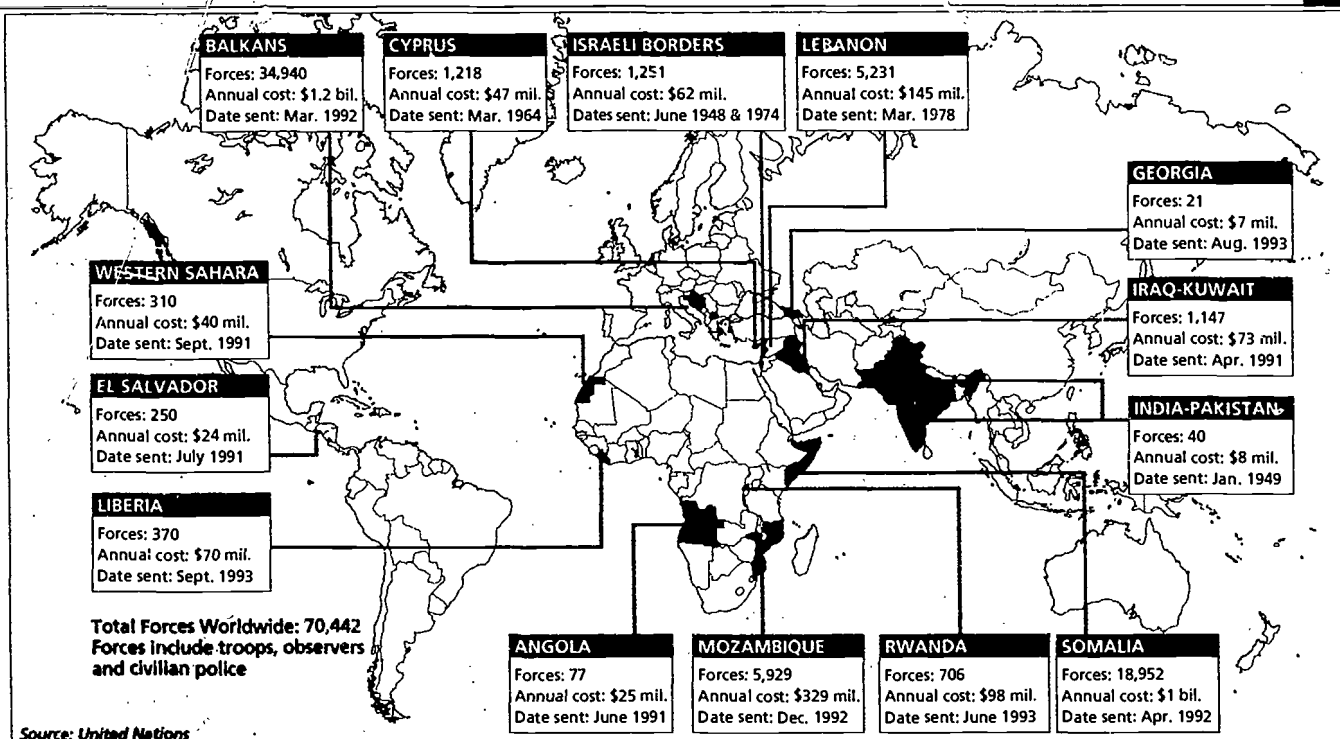 BALKANS
Forces: 34,940
Annual cost: $1.2 bil.
Date sent: Mar. 1992
CYPRUS
Forces: 1,218
Annual cost: $47 mil.
Date sent: Mar. 1964
ISRAELI BORDERS
Forces: 1,251
Annual cost: $62 mil.
Dates sent: June 1948 & 1974
LEBANON
Forces: 5,231
Annual cost: $145 mil.
Date sent: Mar. 1978
GEORGIA
Forces: 21
Annual cost: $7 mil.
Date sent: Aug. 1993
WESTERN SAHARA
Forces: 310
Annual cost: $40 mil.
Date sent: Sept. 1991
IRAQ-KUWAIT
Forces: 1,147
Annual cost: $73 mil.
Date sent: Apr. 1991
EL SALVADOR
Forces: 250
Annual cost: $24 mil.
Date sent: July 1991
INDIA-PAKISTAN
Forces: 40
Annual cost: $8 mil.
Date sent: Jan. 1949
LIBERIA
Forces: 370
Annual cost: $70 mil.
Date sent: Sept. 1993
Total Forces Worldwide: 70,442
Forces include troops, observers
and civilian police
ANGOLA
Forces: 77
Annual cost: $25 mil.
Date sent: June 1991
MOZAMBIQUE
Forces: 5,929
Annual cost: $329 mil.
Date sent: Dec. 1992
RWANDA
Forces: 706
Annual cost: $98 mil.
Date sent: June 1993
SOMALIA
Forces: 18,952
Annual cost: $1 bil.
Date sent: Apr. 1992
Source: United Nations